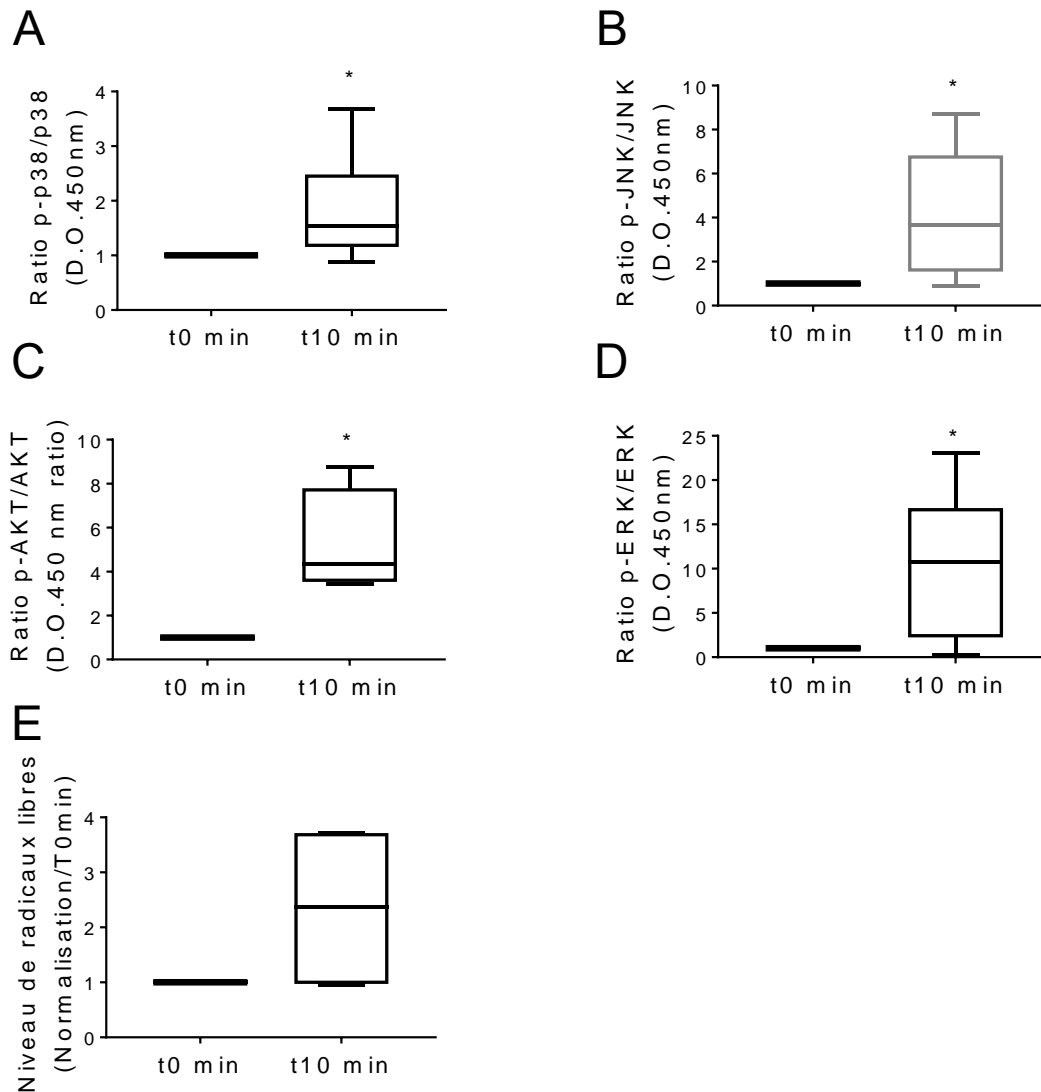 A
Ratio p-p38/p38
(D.O.450nm)
4
3
2
1
0
*
t0 min
t10 min
B
Ratio p-JNK/JNK
(D.O.450nm)
10
8
6
4
2
0
*
t0 min
t10 min
C
Ratio p-AKT/AKT
(D.O.450 nm ratio)
10
8
6
4
2
0
*
t0 min
t10 min
D
Ratio p-ERK/ERK
(D.O.450nm)
25
20
15
10
5
0
*
t0 min
t10 min
E
Niveau de radicaux libres
(Normalisation/T0min)
4
3
2
1
0
t0 min
t10 min